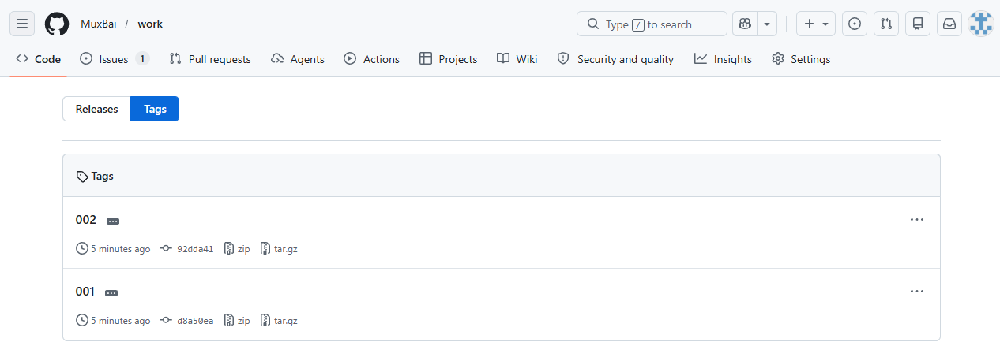 MuxBai / work
Type / to search
Code Issues 1 Pull requests Agents Actions Projects Wiki Security and quality Insights Settings
Releases Tags
Tags
002
5 minutes ago 92dda41 zip tar.gz
001
5 minutes ago d8a50ea zip tar.gz